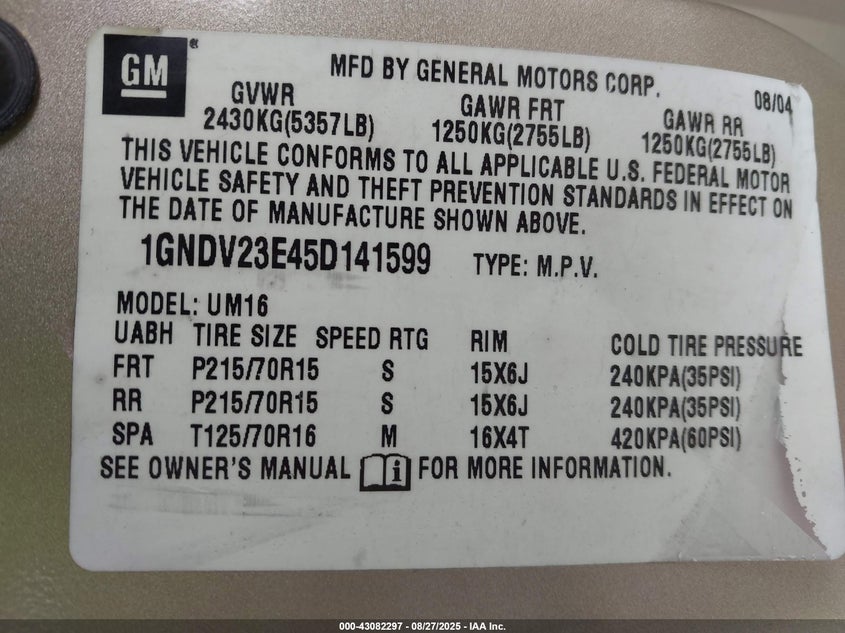 GM®
MFD BY GENERAL MOTORS CORP.
08/04
GVWR GAWR FRT GAWR RR
2430KG(5357LB) 1250KG(2755LB) 1250KG(2755LB)
THIS VEHICLE CONFORMS TO ALL APPLICABLE U.S. FEDERAL MOTOR
VEHICLE SAFETY AND THEFT PREVENTION STANDARDS IN EFFECT ON
THE DATE OF MANUFACTURE SHOWN ABOVE.
1GNDV23E45D141599 TYPE: M.P.V.
MODEL: UM16
UABH TIRE SIZE SPEED RTG RIM COLD TIRE PRESSURE
FRT P215/70R15 S 15X6J 240KPA(35PSI)
RR P215/70R15 S 15X6J 240KPA(35PSI)
SPA T125/70R16 M 16X4T 420KPA(60PSI)
SEE OWNER'S MANUAL i FOR MORE INFORMATION.
000-43082297 - 08/27/2025 - IAA Inc.